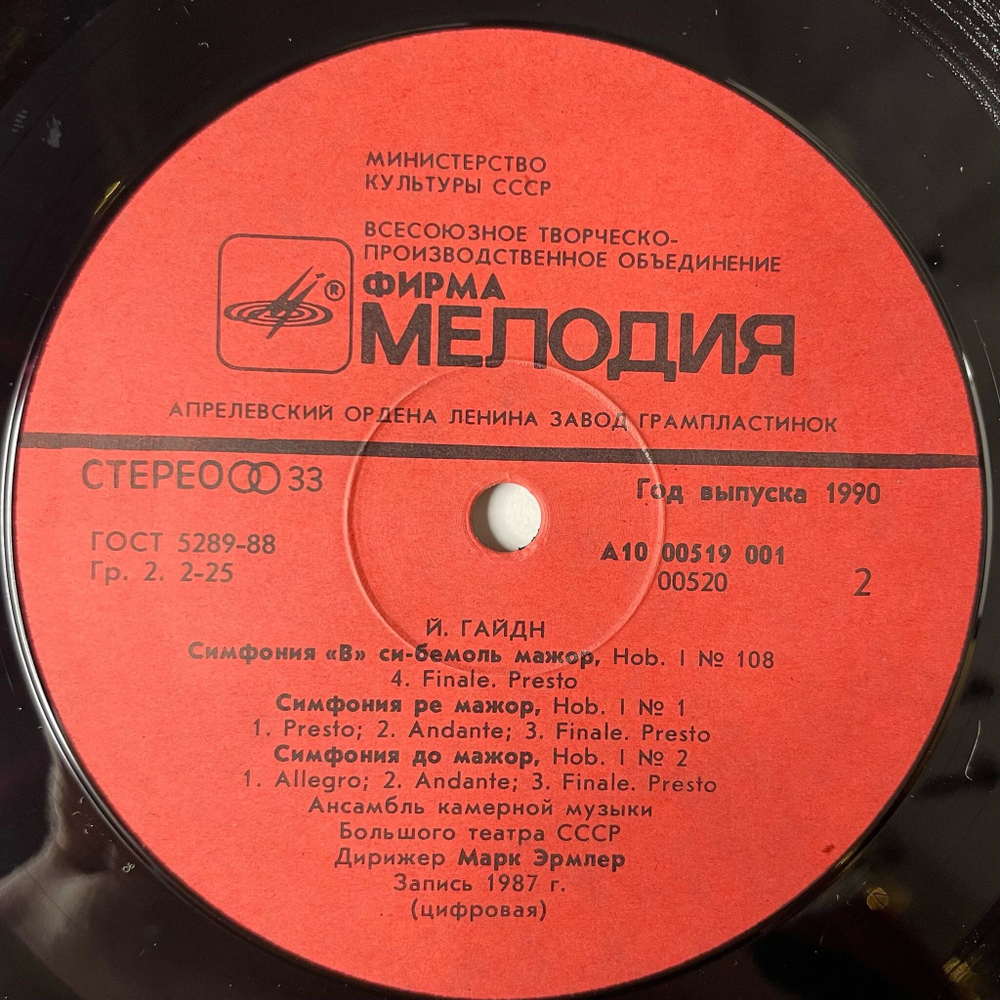 МИНИСТЕРСТВО
КУЛЬТУРЫ СССР
ВСЕСОЮЗНОЕ ТВОРЧЕСКО-
ПРОИЗВОДСТВЕННОЕ ОБЪЕДИНЕНИЕ
®
ФИРМА
МЕЛОДИЯ
АПРЕЛЕВСКИЙ ОРДЕНА ЛЕНИНА ЗАВОД ГРАМПЛАСТИНОК
СТЕРЕО 33
Год выпуска 1990
ГОСТ 5289-88
Гр. 2. 2-25
А10 00519 001
00520
2
Й. ГАЙДН
Симфония «В» си-бемоль мажор, Hob. I № 108
4. Finale. Presto
Симфония ре мажор, Hob. I № 1
1. Presto; 2. Andante; 3. Finale. Presto
Симфония до мажор, Hob. I № 2
1. Allegro; 2. Andante; 3. Finale. Presto
Ансамбль камерной музыки
Большого театра СССР
Дирижер Марк Эрмлер
Запись 1987 г.
(цифровая)